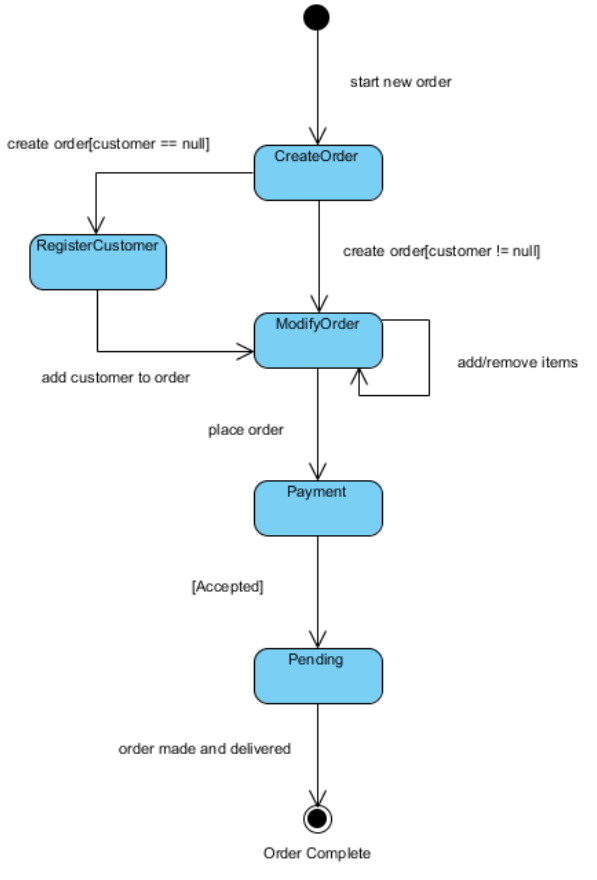 start new order
create order[customer == null]
CreateOrder
RegisterCustomer
create order[customer != null]
ModifyOrder
add/remove items
add customer to order
place order
Payment
[Accepted]
Pending
order made and delivered
Order Complete